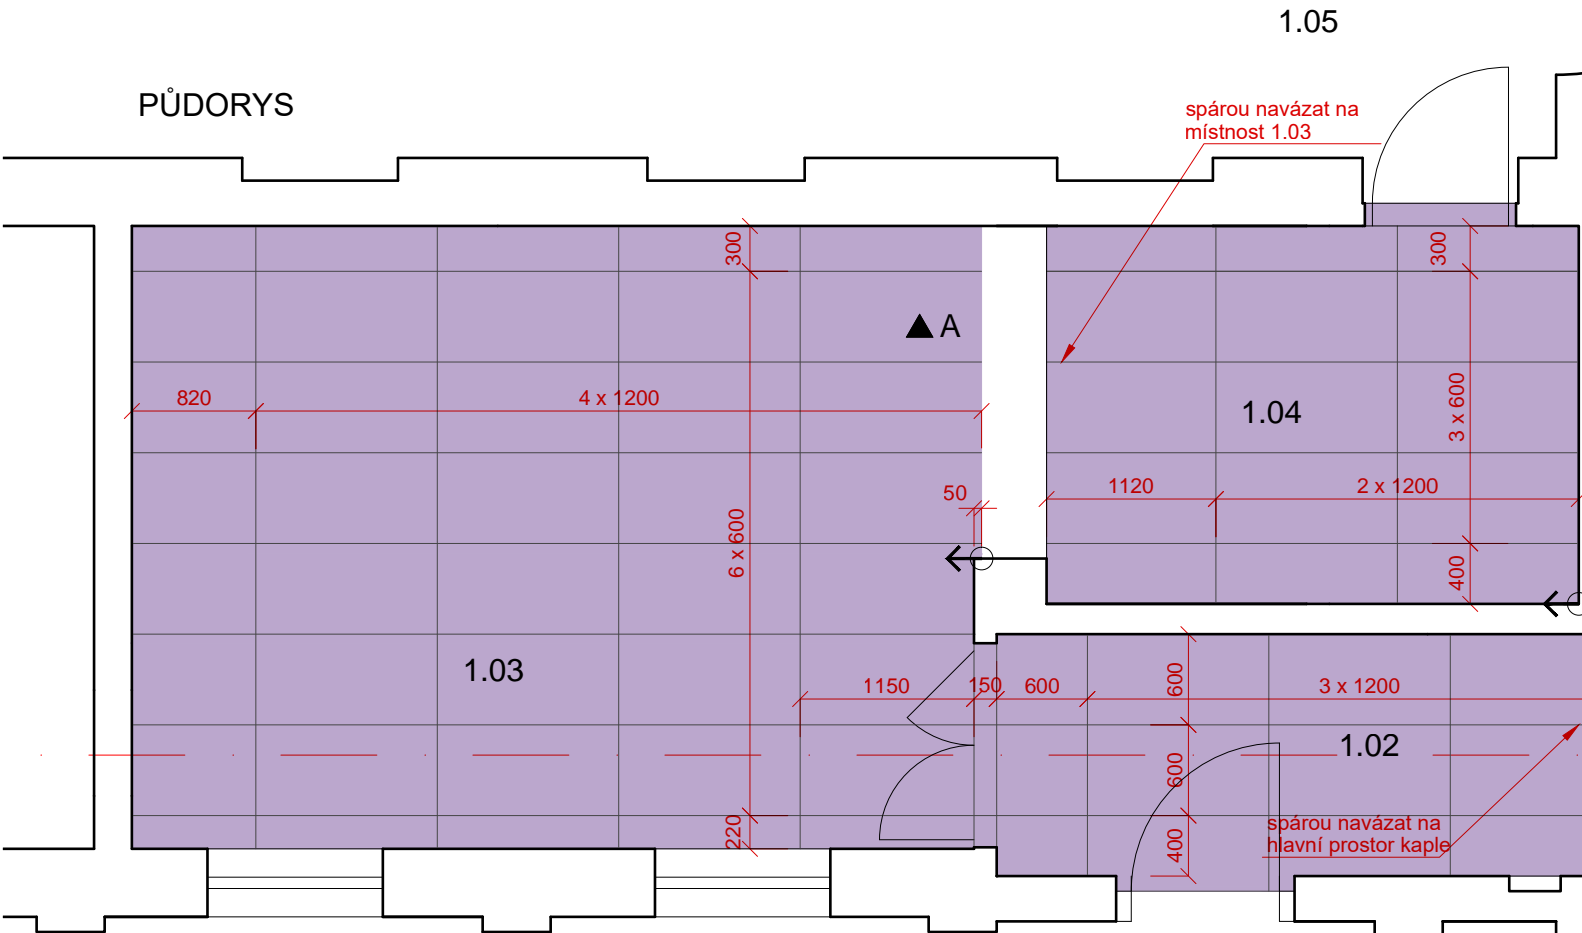 1.05
PŮDORYS
spárou navázat na
místnost 1.03
300
300
A
820
4 x 1200
3 x 600
1.04
1120
2 x 1200
50
6 x 600
400
1.03
1150
150
600
600
3 x 1200
1.02
600
220
400
spárou navázat na
hlavní prostor kaple